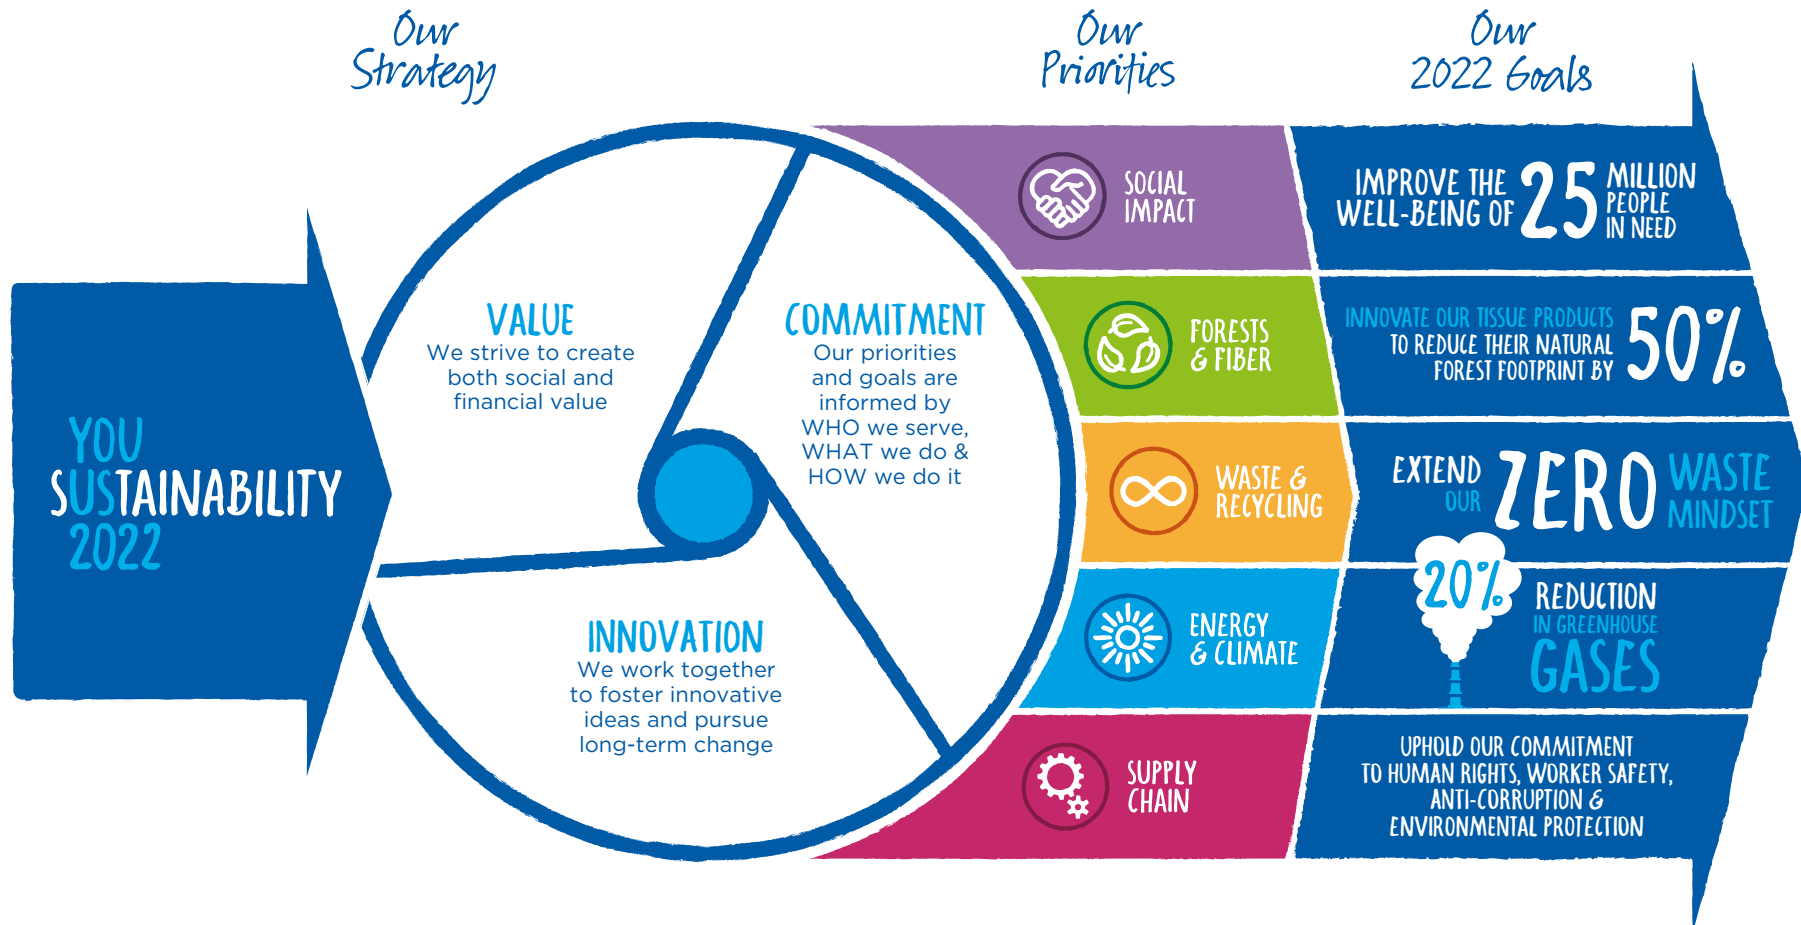 Our
Strategy
Our
Priorities
Our
2022 Goals
YOU
SUSTAINABILITY
2022
VALUE
We strive to create
both social and
financial value
COMMITMENT
Our priorities
and goals are
informed by
WHO we serve,
WHAT we do &
HOW we do it
INNOVATION
We work together
to foster innovative
ideas and pursue
long-term change
SOCIAL
IMPACT
IMPROVE THE
WELL-BEING OF
25
MILLION
PEOPLE
IN NEED
FORESTS
& FIBER
INNOVATE OUR TISSUE PRODUCTS
TO REDUCE THEIR NATURAL
FOREST FOOTPRINT BY
50%
WASTE &
RECYCLING
EXTEND
OUR
ZERO
WASTE
MINDSET
ENERGY
& CLIMATE
20%
REDUCTION
IN GREENHOUSE
GASES
SUPPLY
CHAIN
UPHOLD OUR COMMITMENT
TO HUMAN RIGHTS, WORKER SAFETY,
ANTI-CORRUPTION &
ENVIRONMENTAL PROTECTION